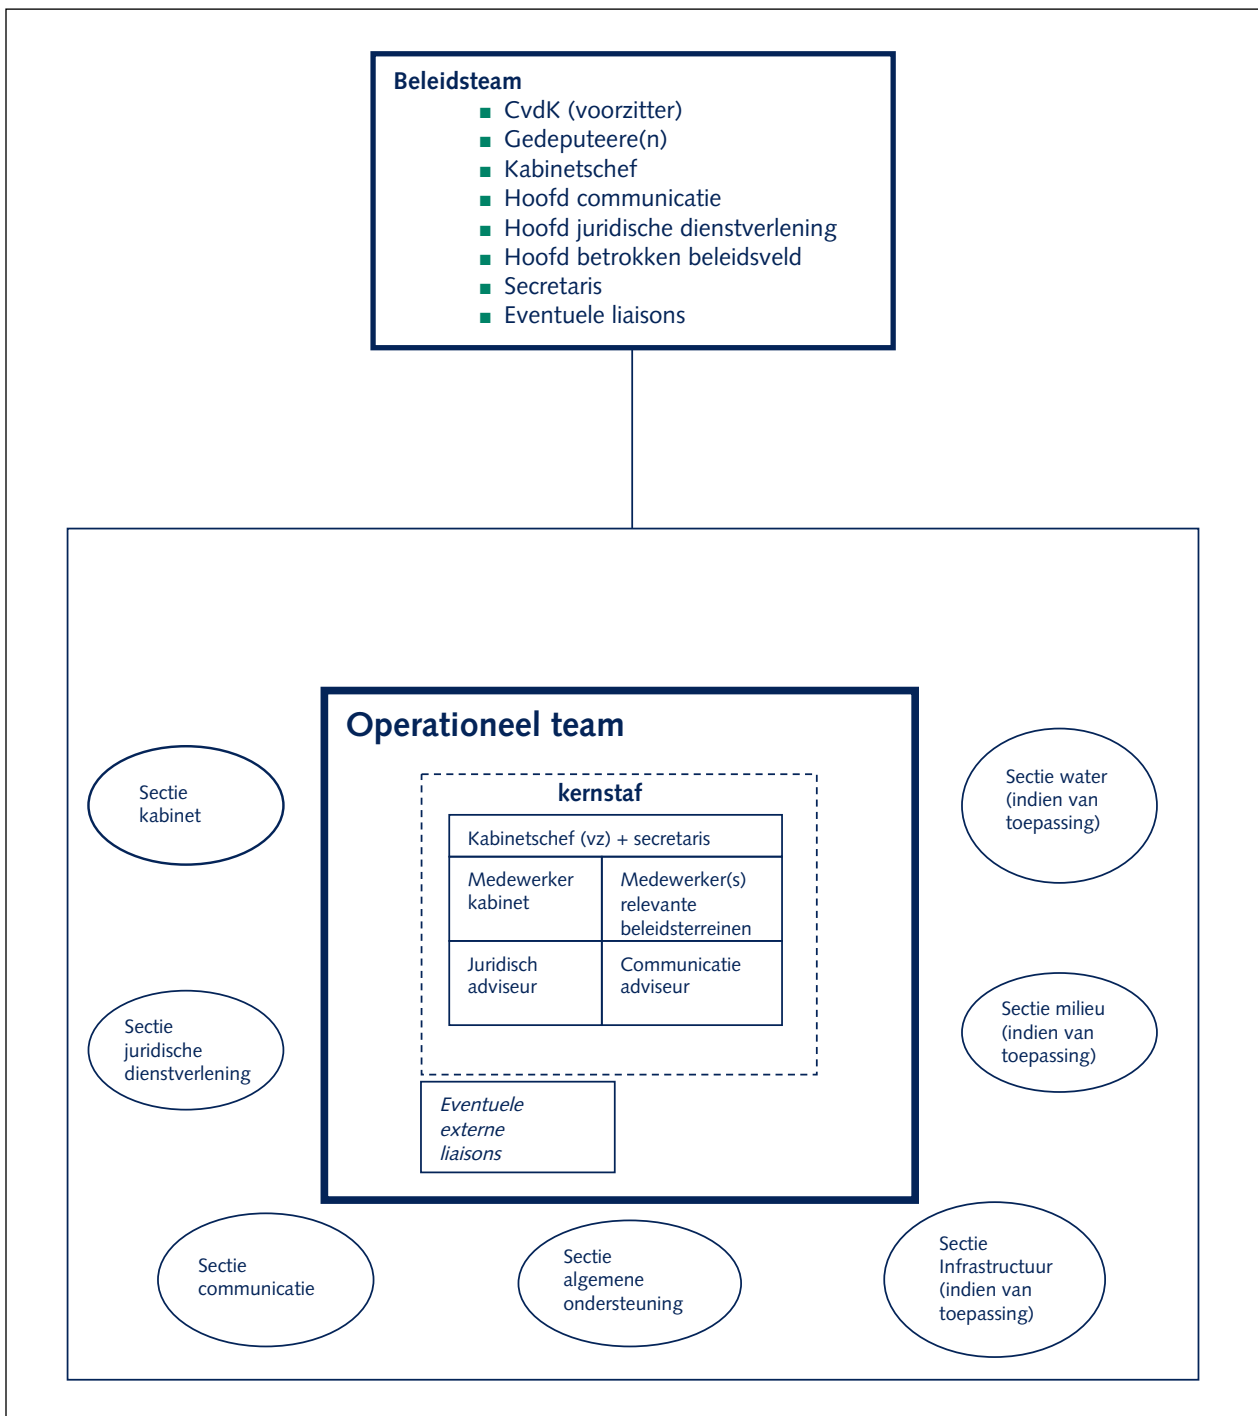 Beleidsteam
CvdK (voorzitter)
Gedeputeere(n)
Kabinetschef
Hoofd communicatie
Hoofd juridische dienstverlening
Hoofd betrokken beleidsveld
Secretaris
Eventuele liaisons
Operationeel team
kernstaf
Kabinetschef (vz) + secretaris
Medewerker
kabinet
Medewerker(s)
relevante
beleidsterreinen
Juridisch
adviseur
Communicatie
adviseur
Eventuele
externe
liaisons
Sectie
kabinet
Sectie water
(indien van
toepassing)
Sectie
juridische
dienstverlening
Sectie milieu
(indien van
toepassing)
Sectie
communicatie
Sectie
algemene
ondersteuning
Sectie
Infrastructuur
(indien van
toepassing)